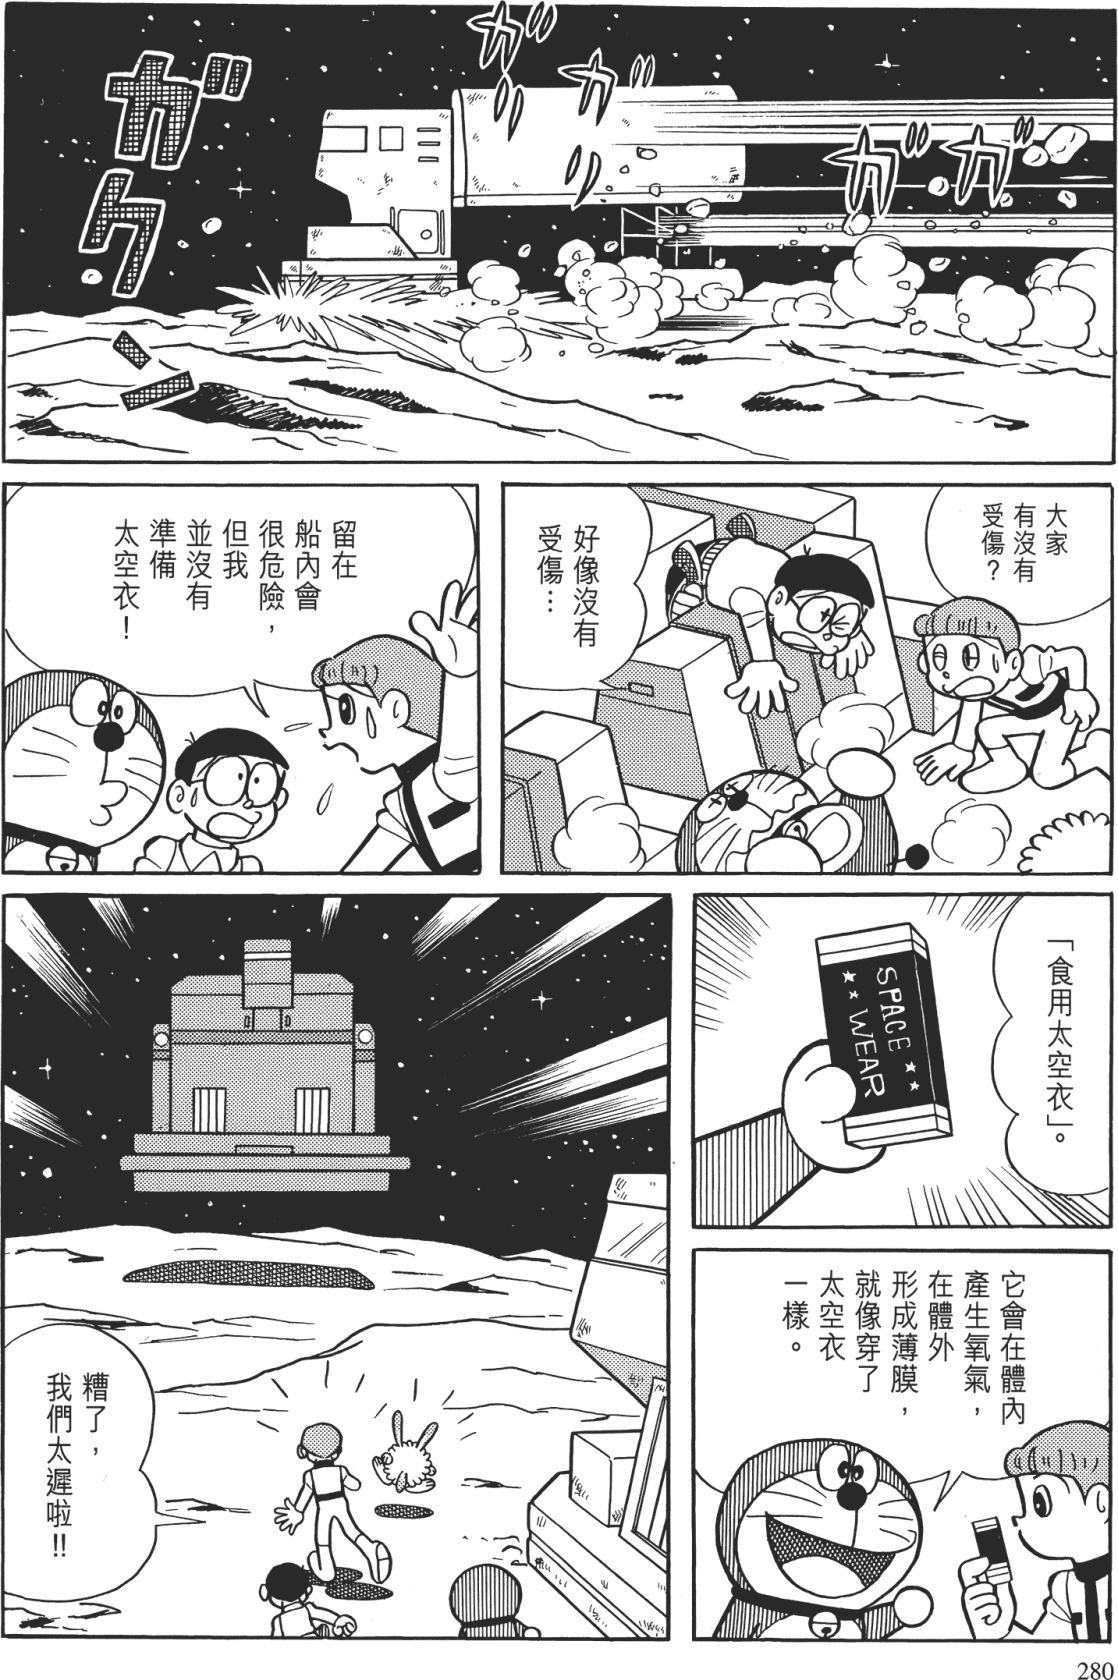 ガガガガガ
ガク
大家
有沒有
受傷?
好像沒有
受傷…
留在
船內會
很危險,
但我
並沒有
準備
太空衣!
「食用太空衣」。
SPACE
WEAR
它會在體內
產生氧氣,
在體外
形成薄膜,
就像穿了
太空衣
一樣。
糟了,
我們太遲啦!!
280